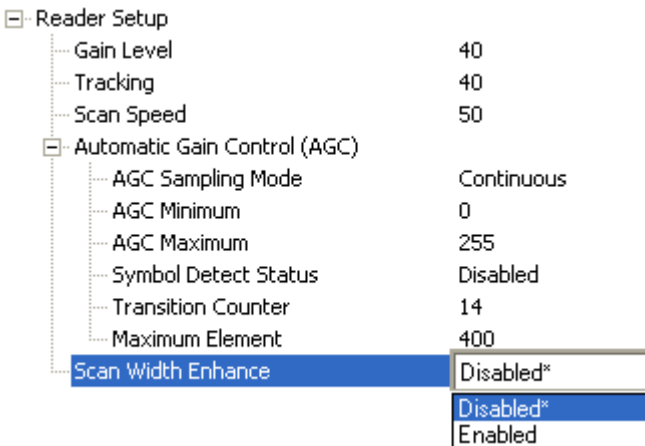 Reader Setup
Gain Level 40
Tracking 40
Scan Speed 50
Automatic Gain Control (AGC)
AGC Sampling Mode Continuous
AGC Minimum 0
AGC Maximum 255
Symbol Detect Status Disabled
Transition Counter 14
Maximum Element 400
Scan Width Enhance Disabled*
Disabled*
Enabled